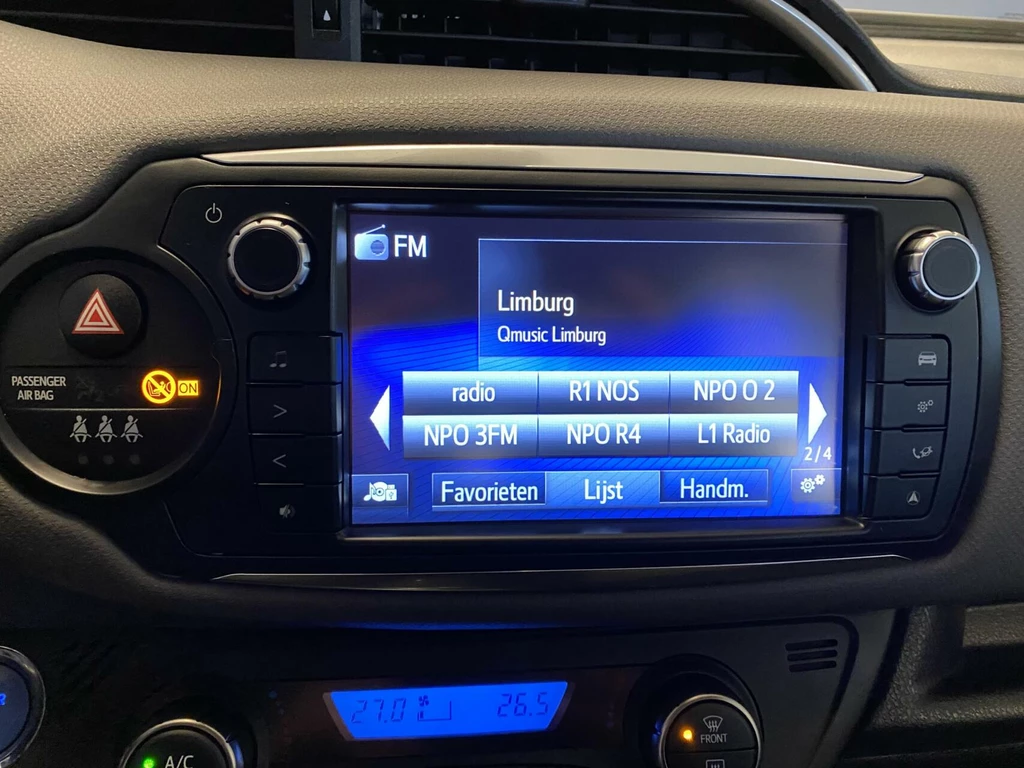 FM
Limburg
Qmusic Limburg
radio R1 NOS NPO O 2
NPO 3FM NPO R4 L1 Radio
2/4
Favorieten Lijst Handm.
PASSENGER
AIR BAG
ON
27.0 26.5
A/C
FRONT